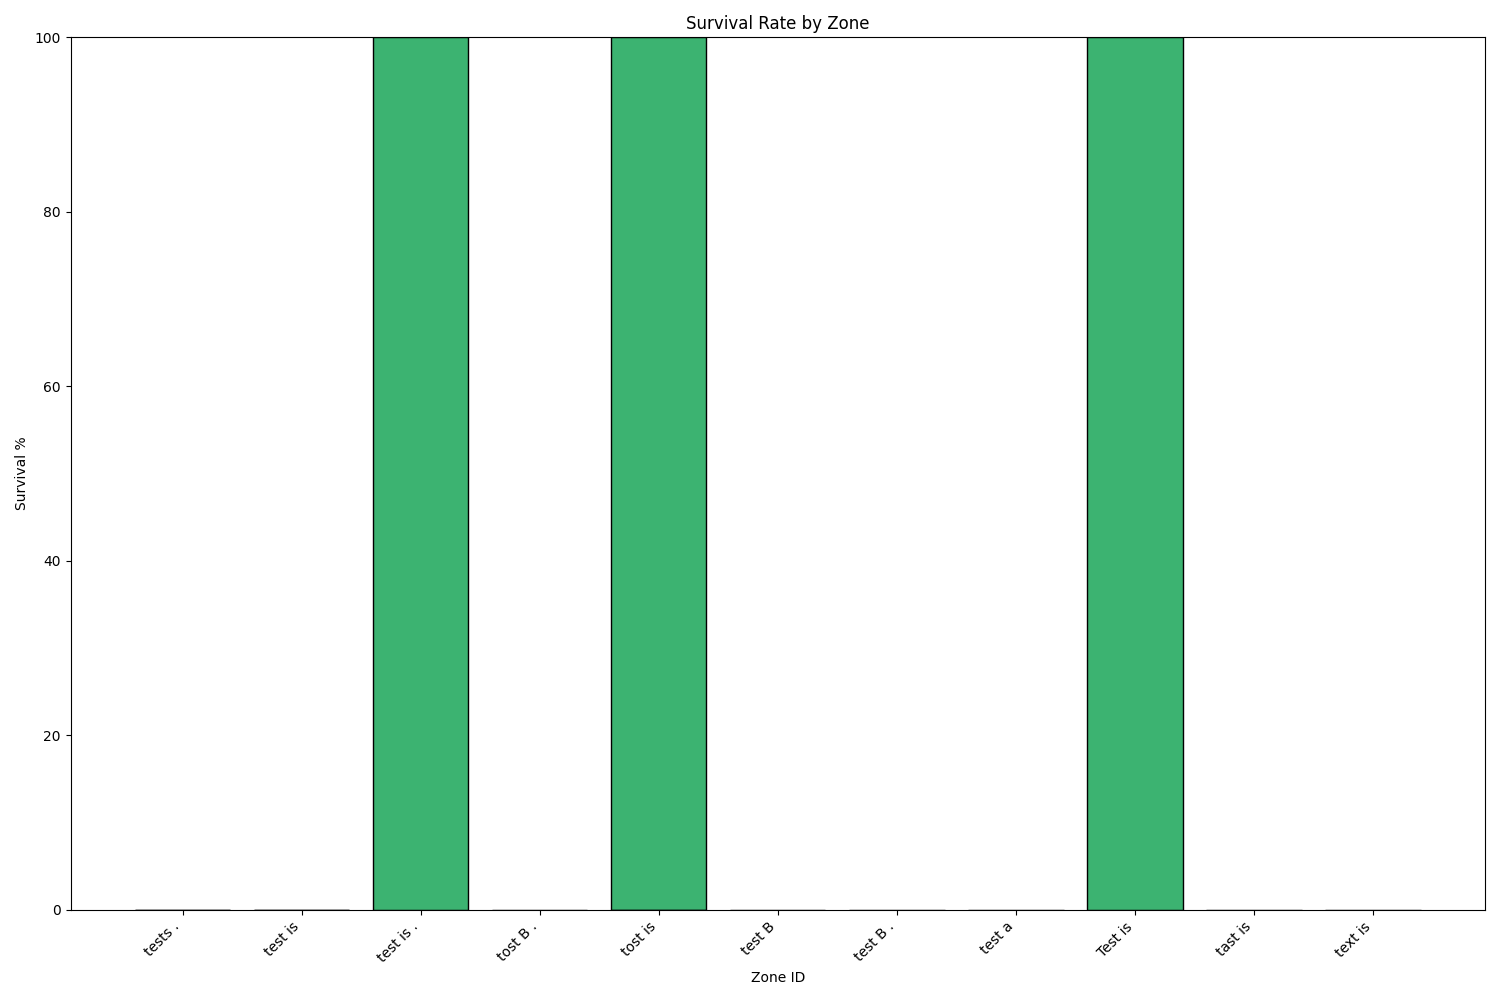 Survival Rate by Zone
100
80
60
40
20
0
Survival %
tests .
test is
test is .
tost B .
tost is
test B
test B .
test a
Test is
tast is
text is
Zone ID